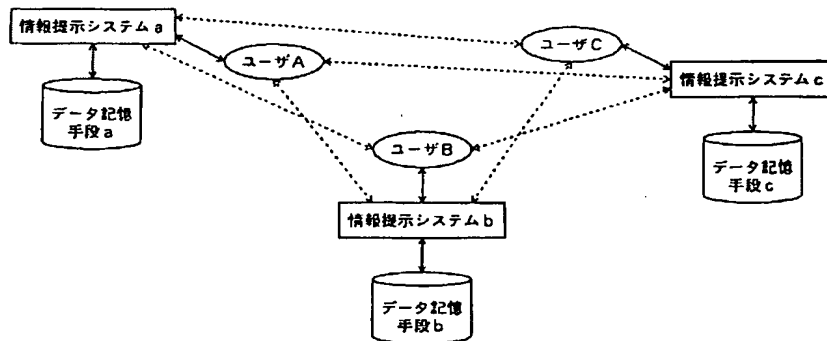 情報提示システムa
ユーザA
ユーザC
情報提示システムc
データ記憶
手段a
ユーザB
データ記憶
手段c
情報提示システムb
データ記憶
手段b